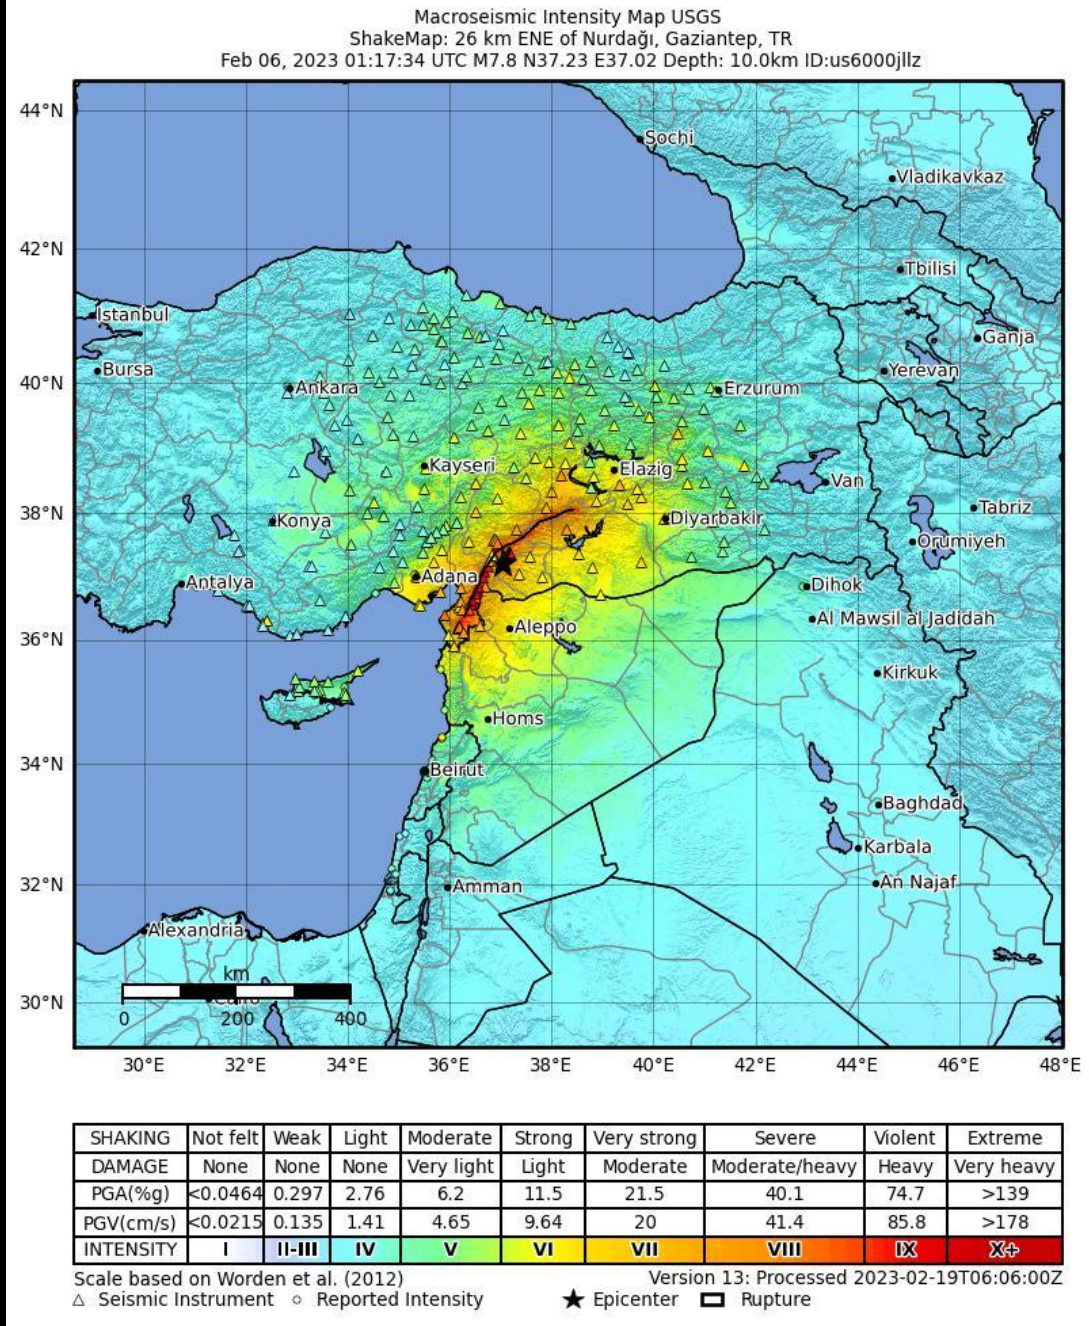 Macroseismic Intensity Map USGS
ShakeMap: 26 km ENE of Nurdağı, Gaziantep, TR
Feb 06, 2023 01:17:34 UTC M7.8 N37.23 E37.02 Depth: 10.0km ID:us6000jllz
44°N
Sochi
Vladikavkaz
42°N
Tbilisi
Istanbul
Ganja
Bursa
Yerevan
40°N
Ankara
Erzurum
Kayseri
Elazig
Van
Tabriz
38°N
Konya
Diyarbakir
Orumiyeh
Antalya
Adana
Dihok
Al Mawsil al Jadidah
36°N
Aleppo
Kirkuk
Homs
34°N
Beirut
Baghdad
Karbala
32°N
Amman
An Najaf
Alexandria
km
30°N
0 200 400
30°E 32°E 34°E 36°E 38°E 40°E 42°E 44°E 46°E 48°E
SHAKING Not felt Weak Light Moderate Strong Very strong Severe Violent Extreme
DAMAGE None None None Very light Light Moderate Moderate/heavy Heavy Very heavy
PGA(%g) <0.0464 0.297 2.76 6.2 11.5 21.5 40.1 74.7 >139
PGV(cm/s) <0.0215 0.135 1.41 4.65 9.64 20 41.4 85.8 >178
INTENSITY I II-III IV V VI VII VIII IX X+
Scale based on Worden et al. (2012) Version 13: Processed 2023-02-19T06:06:00Z
△ Seismic Instrument ○ Reported Intensity ★ Epicenter Rupture